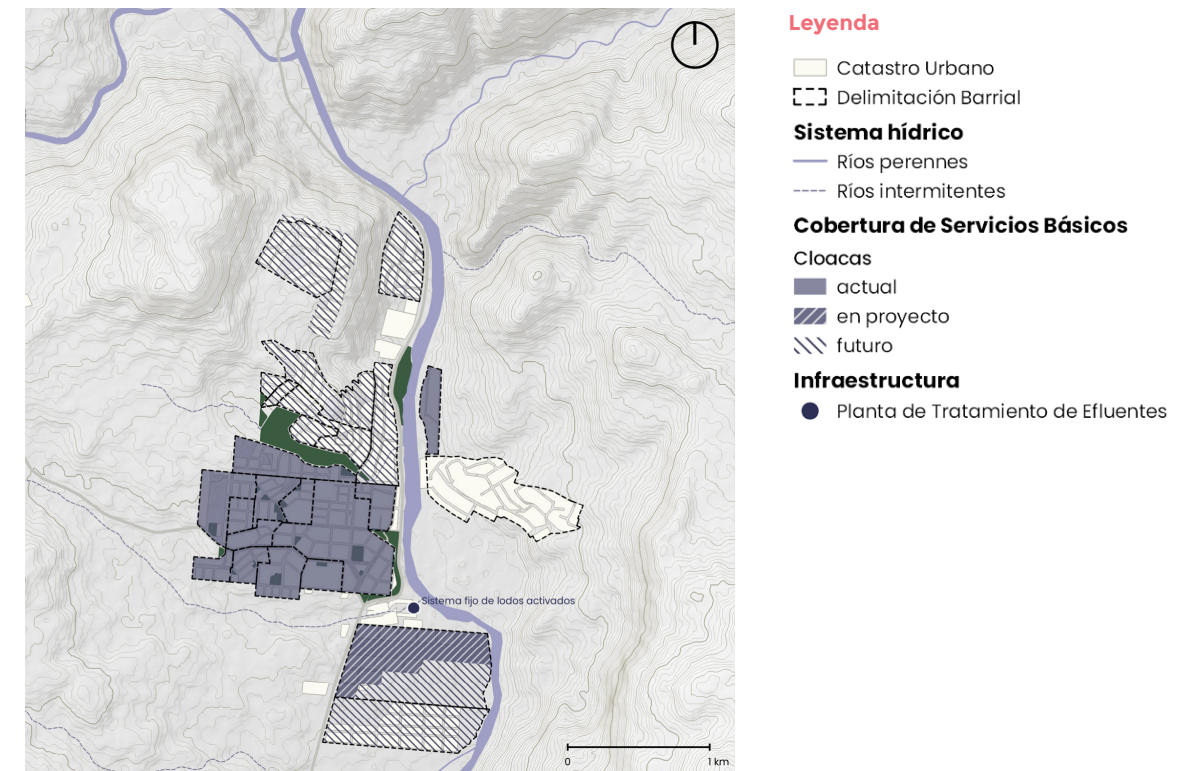 Leyenda
Catastro Urbano
Delimitación Barrial
Sistema hídrico
Ríos perennes
Ríos intermitentes
Cobertura de Servicios Básicos
Cloacas
actual
en proyecto
futuro
Infraestructura
Planta de Tratamiento de Efluentes
Sistema fijo de lodos activados
0
1 km